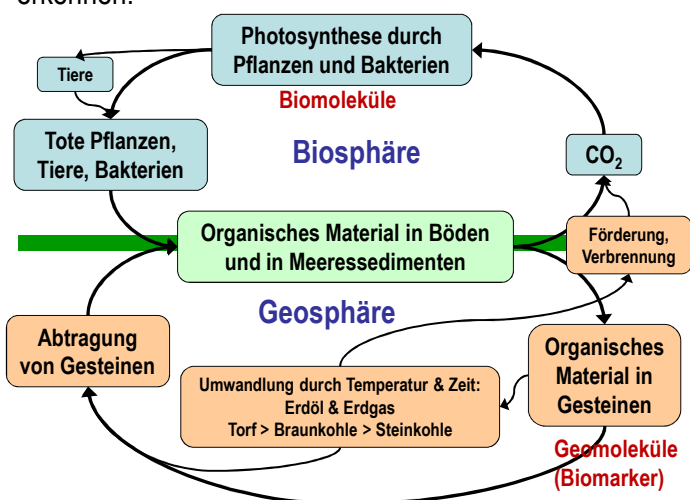 erkennen.
Photosynthese durch
Pflanzen und Bakterien
Tiere
Biomoleküle
Tote Pflanzen,
Tiere, Bakterien
Biosphäre
CO₂
Organisches Material in Böden
und in Meeressedimenten
Förderung,
Verbrennung
Geosphäre
Abtragung
von Gesteinen
Umwandlung durch Temperatur & Zeit:
Erdöl & Erdgas
Torf > Braunkohle > Steinkohle
Organisches
Material in
Gesteinen
Geomoleküle
(Biomarker)